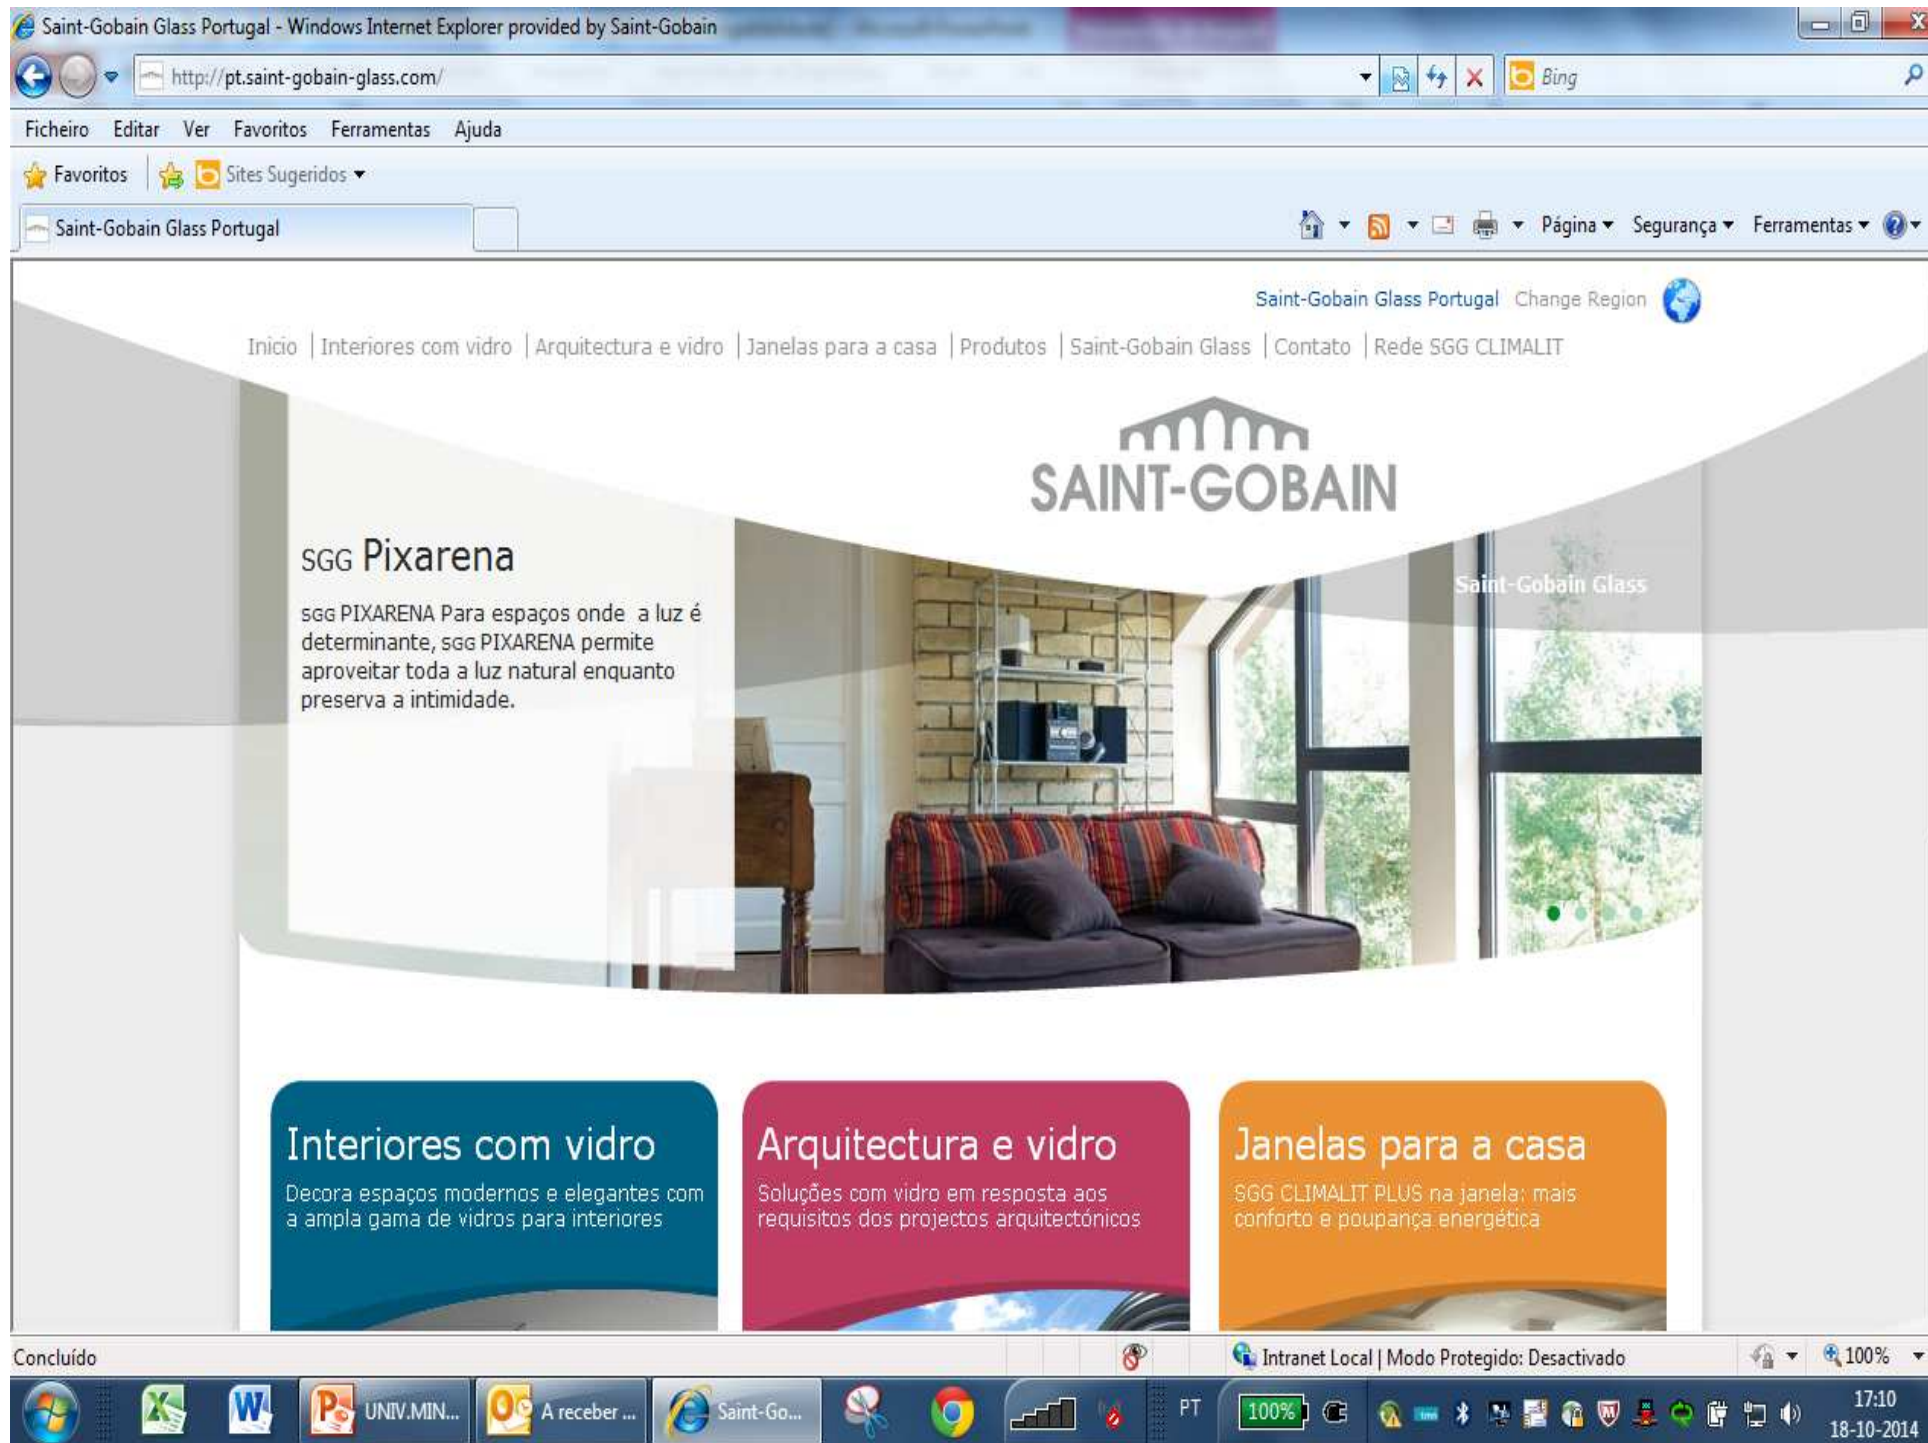 Saint-Gobain Glass Portugal - Windows Internet Explorer provided by Saint-Gobain
http://pt.saint-gobain-glass.com/
Bing
Ficheiro Editar Ver Favoritos Ferramentas Ajuda
Favoritos Sites Sugeridos
Saint-Gobain Glass Portugal
Página Segurança Ferramentas
Saint-Gobain Glass Portugal Change Region
Inicio | Interiores com vidro | Arquitectura e vidro | Janelas para a casa | Produtos | Saint-Gobain Glass | Contato | Rede SGG CLIMALIT
SAINT-GOBAIN
Saint-Gobain Glass
SGG Pixarena
SGG PIXARENA Para espaços onde a luz é
determinante, SGG PIXARENA permite
aproveitar toda a luz natural enquanto
preserva a intimidade.
Interiores com vidro
Decora espaços modernos e elegantes com
a ampla gama de vidros para interiores
Arquitectura e vidro
Soluções com vidro em resposta aos
requisitos dos projectos arquitectónicos
Janelas para a casa
SGG CLIMALIT PLUS na janela: mais
conforto e poupança energética
Concluído
Intranet Local | Modo Protegido: Desactivado
100%
UNIV.MIN...
A receber ...
Saint-Go...
PT
100%
17:10
18-10-2014